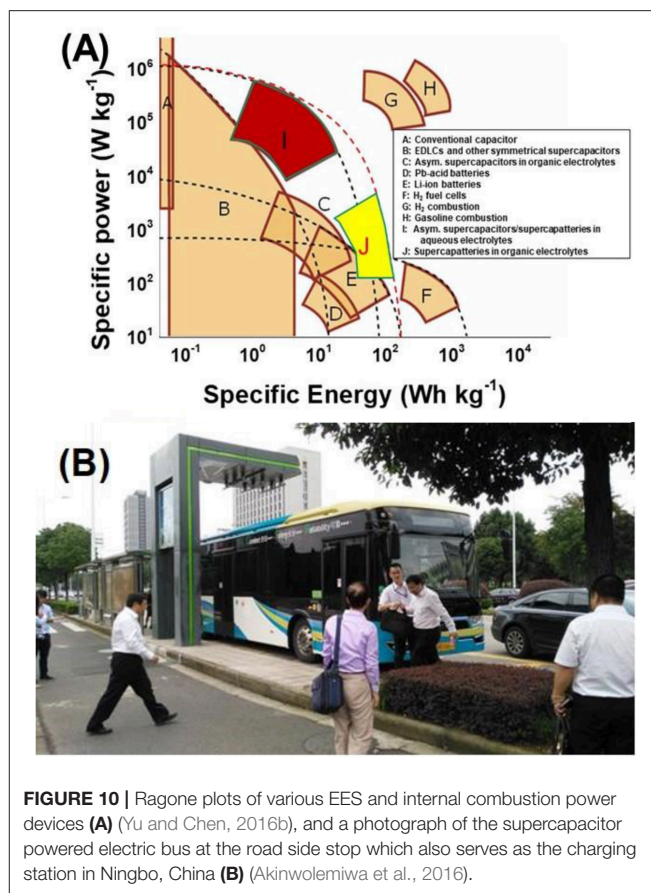 (A)
Specific power (W kg⁻¹)
10⁶
10⁵
10⁴
10³
10²
10¹
A
B
C
D
E
F
G
H
I
J
A: Conventional capacitor
B: EDLCs and other symmetrical supercapacitors
C: Asym. supercapacitors in organic electrolytes
D: Pb-acid batteries
E: Li-ion batteries
F: H₂ fuel cells
G: H₂ combustion
H: Gasoline combustion
I: Asym. supercapacitors/supercapatteries in
aqueous electrolytes
J: Supercapatteries in organic electrolytes
10⁻¹ 10⁰ 10¹ 10² 10³ 10⁴
Specific Energy (Wh kg⁻¹)
(B)
FIGURE 10 | Ragone plots of various EES and internal combustion power
devices (A) (Yu and Chen, 2016b), and a photograph of the supercapacitor
powered electric bus at the road side stop which also serves as the charging
station in Ningbo, China (B) (Akinwolemiwa et al., 2016).